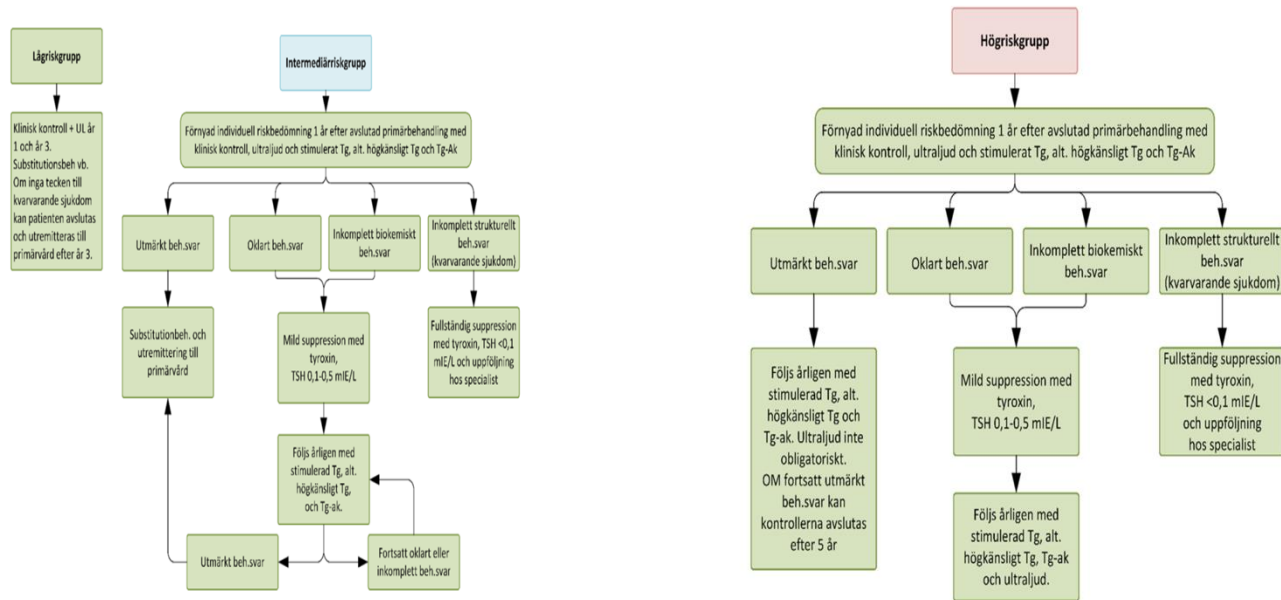 Lågriskgrupp
Klinisk kontroll + UL år
1 och år 3.
Substitutionsbeh vb.
Om inga tecken till
kvarvarande sjukdom
kan patienten avslutas
och utremitteras till
primärvård efter år 3.
Intermediärriskgrupp
Förnyad individuell riskbedömning 1 år efter avslutad primärbehandling med
klinisk kontroll, ultraljud och stimulerat Tg, alt. högkänsligt Tg och Tg-Ak
Utmärkt beh.svar
Oklart beh.svar
Inkomplett biokemiskt
beh.svar
Inkomplett strukturellt
beh.svar
(kvarvarande sjukdom)
Substitutionbeh. och
utremittering till
primärvård
Mild suppression med
tyroxin,
TSH 0,1-0,5 mIE/L
Fullständig suppression
med tyroxin, TSH <0,1
mIE/L och uppföljning
hos specialist
Följs årligen med
stimulerad Tg, alt.
högkänsligt Tg,
och Tg-ak.
Utmärkt beh.svar
Fortsatt oklart eller
inkomplett beh.svar
Högriskgrupp
Förnyad individuell riskbedömning 1 år efter avslutad primärbehandling med
klinisk kontroll, ultraljud och stimulerat Tg, alt. högkänsligt Tg och Tg-Ak
Utmärkt beh.svar
Oklart beh.svar
Inkomplett biokemiskt
beh.svar
Inkomplett strukturellt
beh.svar
(kvarvarande sjukdom)
Följs årligen med
stimulerad Tg, alt.
högkänsligt Tg och
Tg-ak. Ultraljud inte
obligatoriskt.
OM fortsatt utmärkt
beh.svar kan
kontrollerna avslutas
efter 5 år
Mild suppression med
tyroxin,
TSH 0,1-0,5 mIE/L
Fullständig suppression
med tyroxin,
TSH <0,1 mIE/L
och uppföljning
hos specialist
Följs årligen med
stimulerad Tg, alt.
högkänsligt Tg, Tg-ak
och ultraljud.